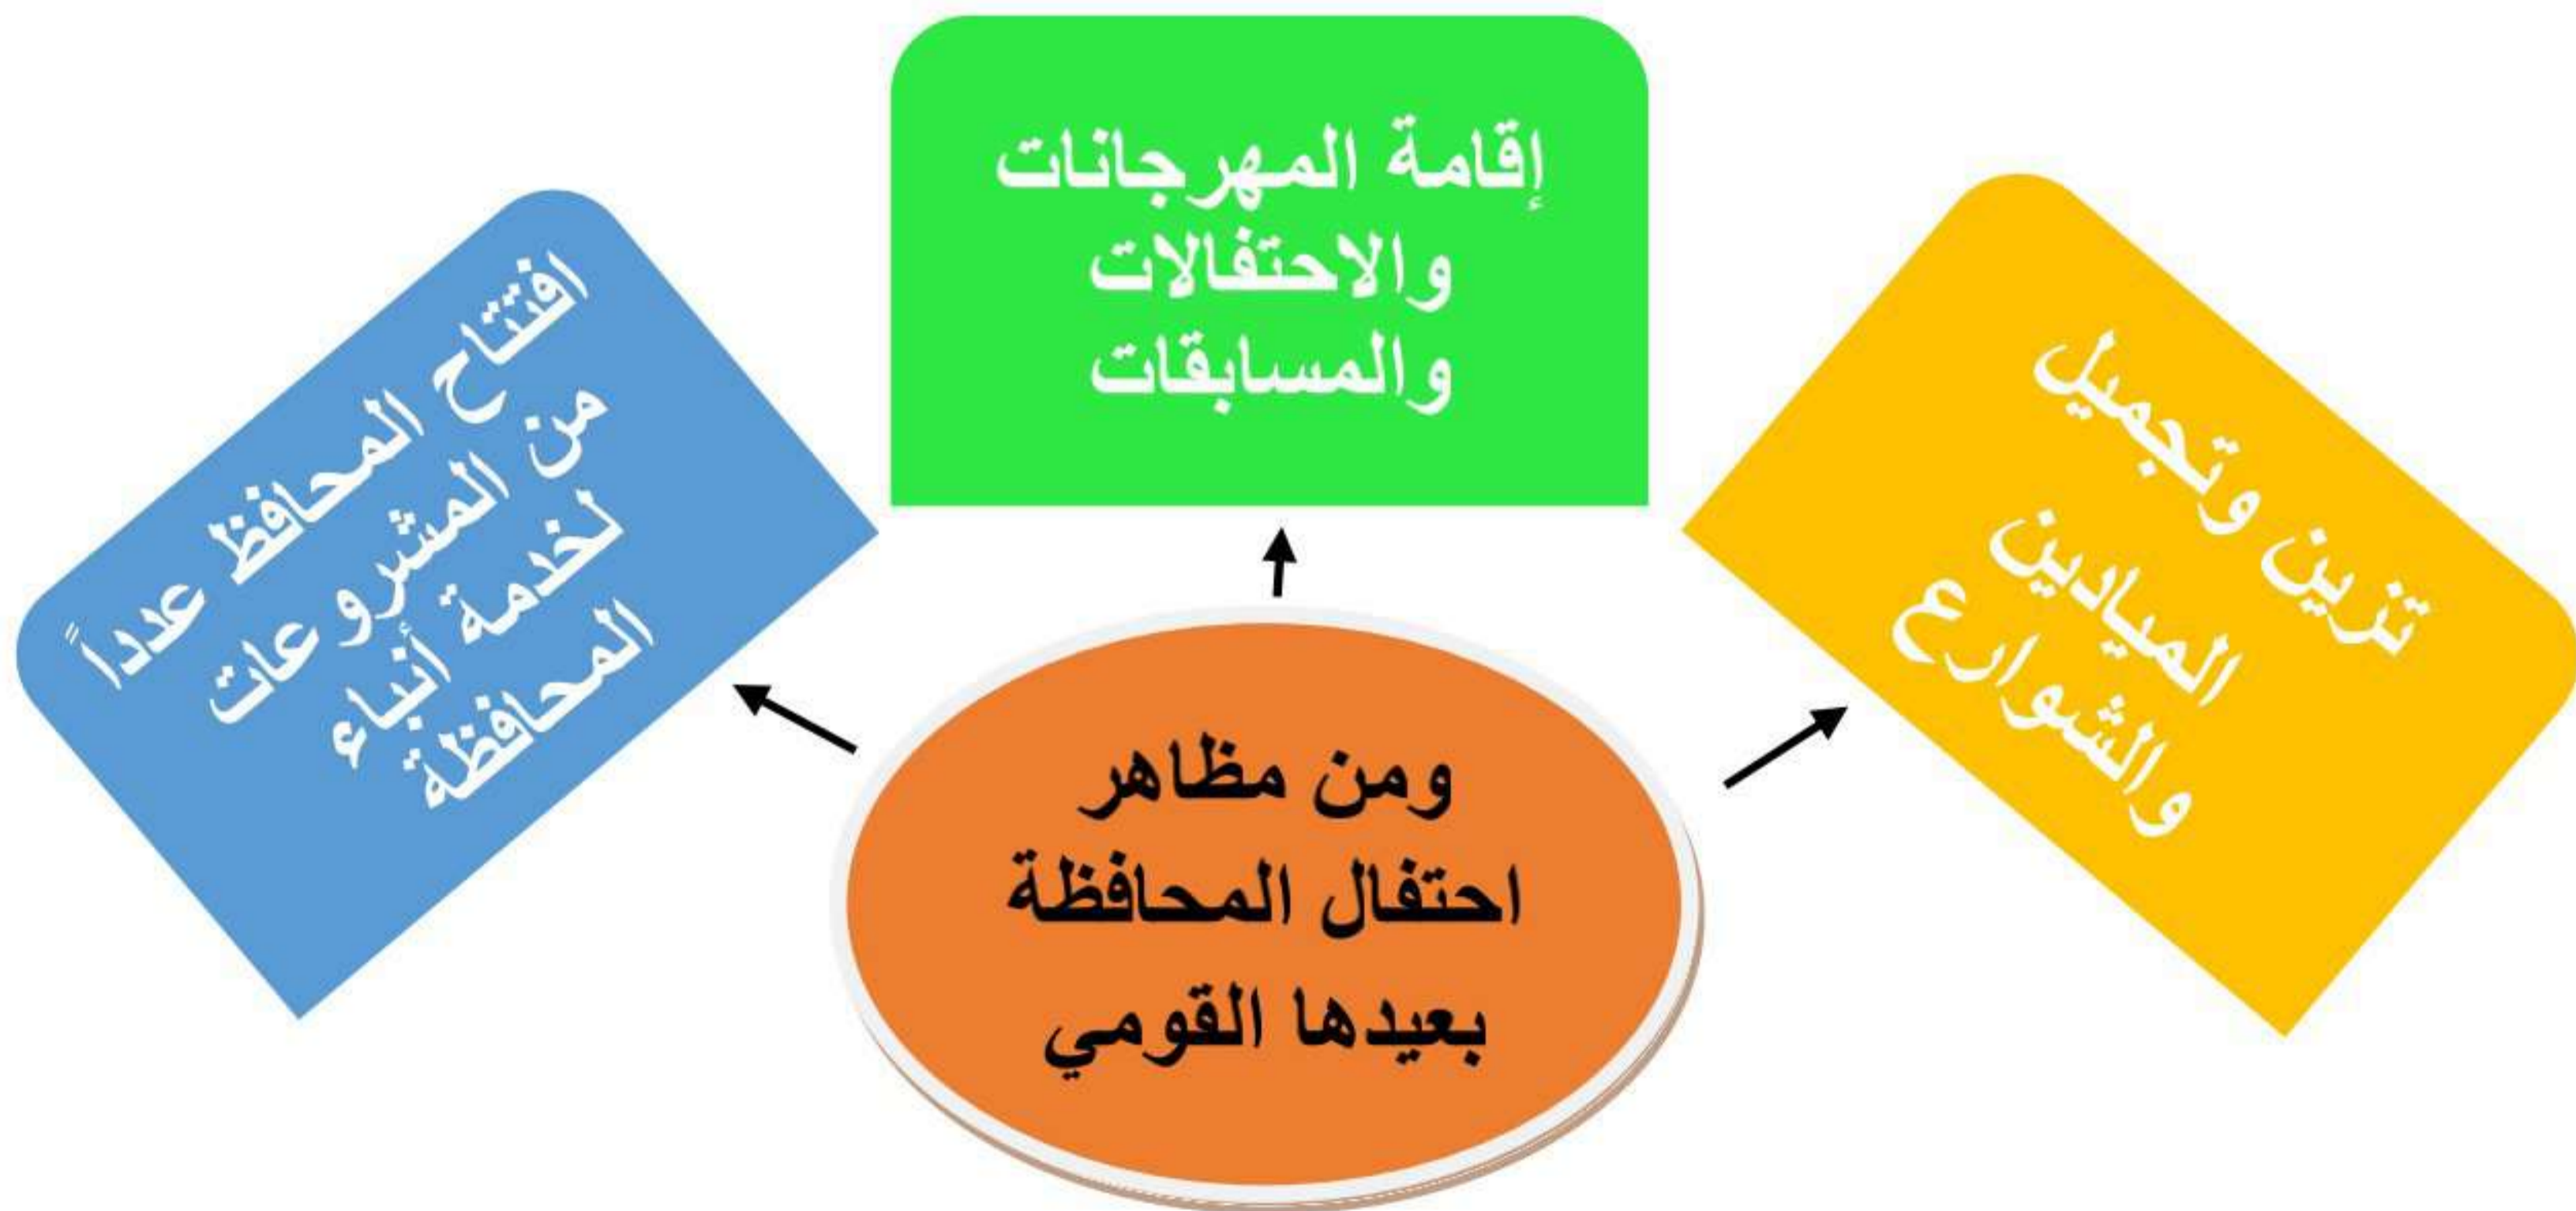 ومن مظاهر
احتفال المحافظة
بعيدها القومي
تزين وتجميل
الميادين
والشوارع
إقامة المهرجانات
والاحتفالات
والمسابقات
افتتاح المحافظ عدداً
من المشروعات
لخدمة أنباء
المحافظة